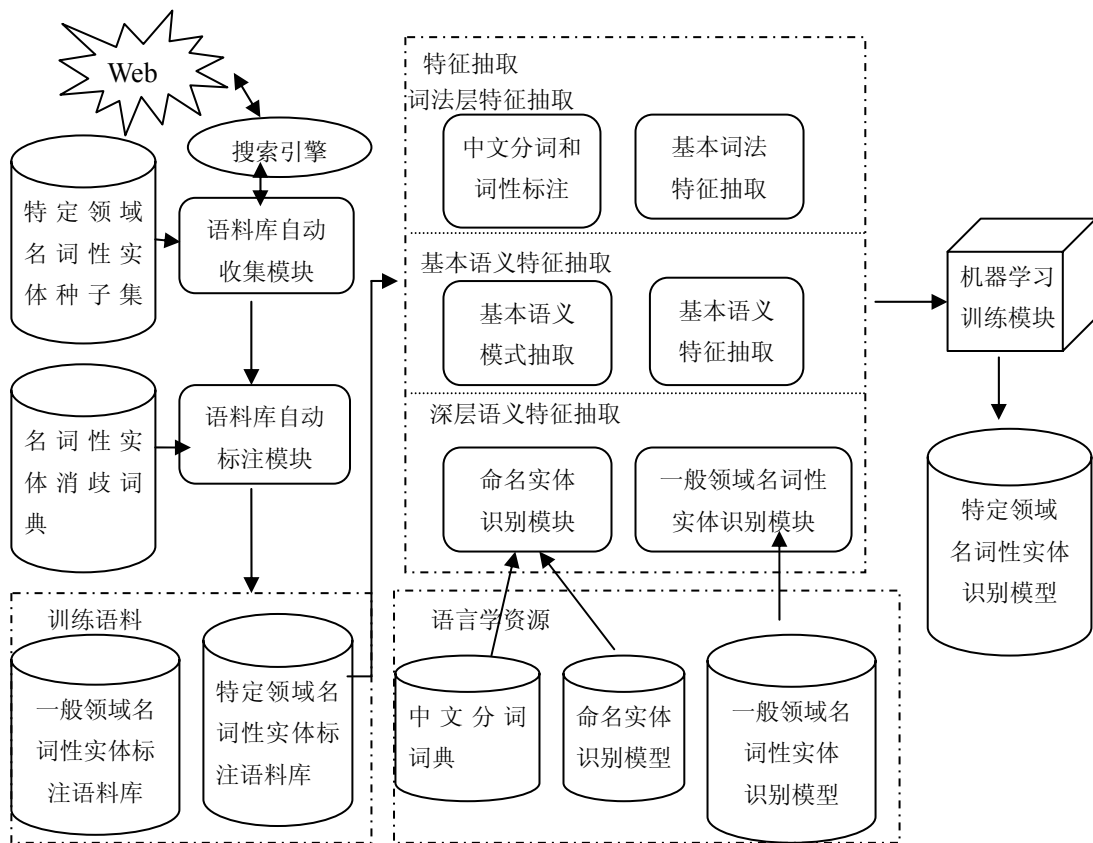 Web
搜索引擎
特定领域
名词性实
体种子集
语料库自动
收集模块
名词性实
体消歧词
典
语料库自动
标注模块
训练语料
一般领域名
词性实体标
注语料库
特定领域名
词性实体标
注语料库
特征抽取
词法层特征抽取
中文分词和
词性标注
基本词法
特征抽取
基本语义特征抽取
基本语义
模式抽取
基本语义
特征抽取
深层语义特征抽取
命名实体
识别模块
一般领域名词性
实体识别模块
语言学资源
中文分词
词典
命名实体
识别模型
一般领域名
词性实体
识别模型
机器学习
训练模块
特定领域
名词性实体
识别模型